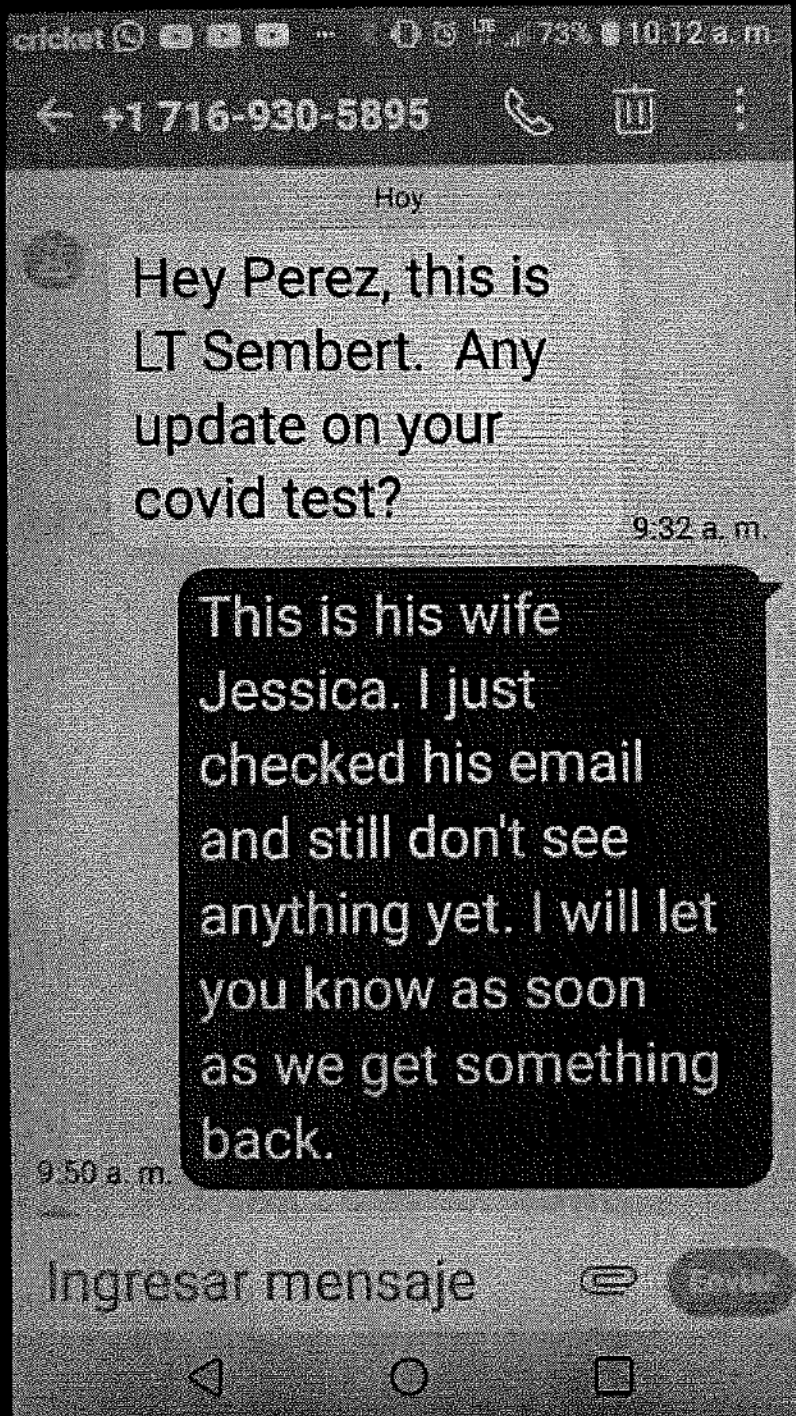 cricket 73% 10:12 a. m.
+1 716-930-5895
Hoy
Hey Perez, this is
LT Sembert. Any
update on your
covid test?
9:32 a. m.
This is his wife
Jessica. I just
checked his email
and still don't see
anything yet. I will let
you know as soon
as we get something
back.
9:50 a. m.
Ingresar mensaje